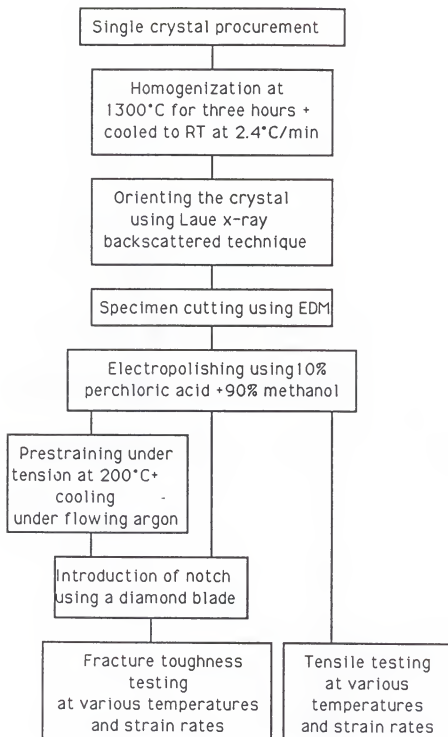 Single crystal procurement
Homogenization at
1300°C for three hours +
cooled to RT at 2.4°C/min
Orienting the crystal
using Laue x-ray
backscattered technique
Specimen cutting using EDM
Electropolishing using10%
perchloric acid +90% methanol
Prestraining under
tension at 200°C+
cooling
under flowing argon
Introduction of notch
using a diamond blade
Fracture toughness
testing
at various temperatures
and strain rates
Tensile testing
at various
temperatures
and strain rates